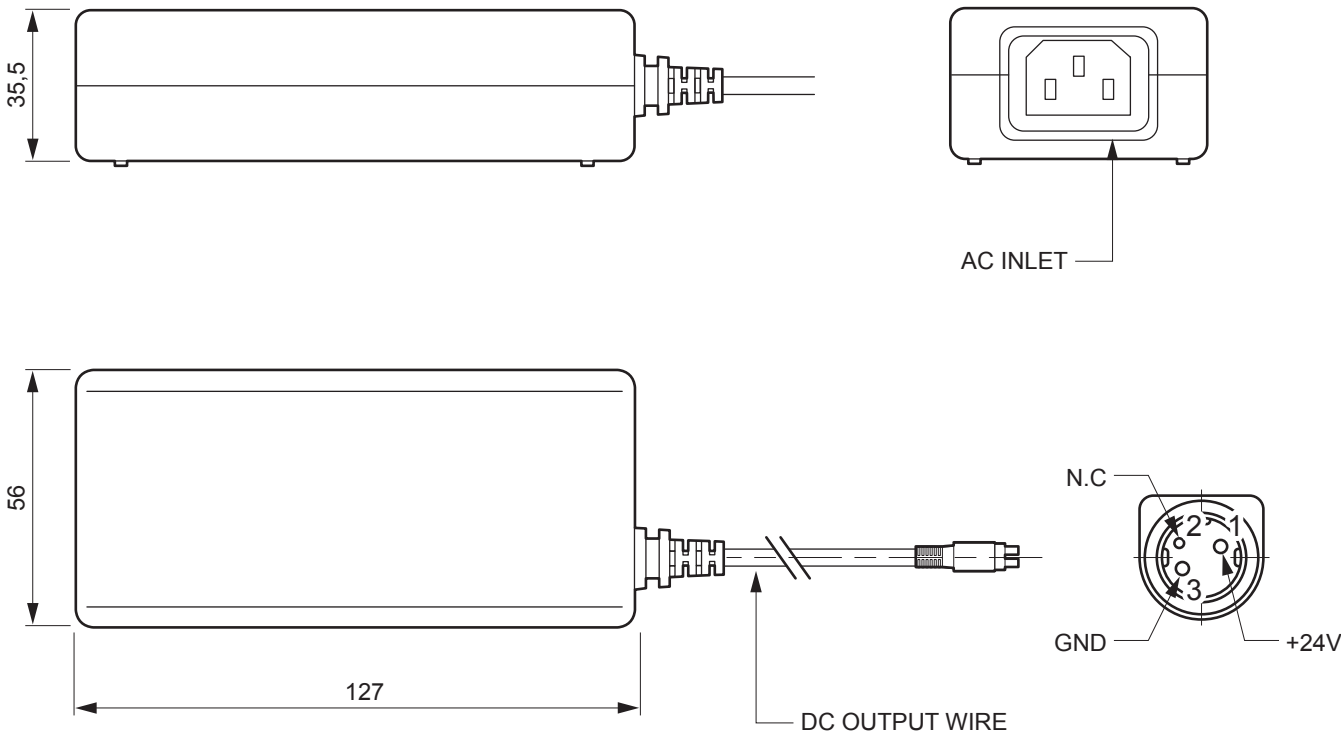 35,5
AC INLET
56
127
DC OUTPUT WIRE
N.C
2
1
3
GND
+24V